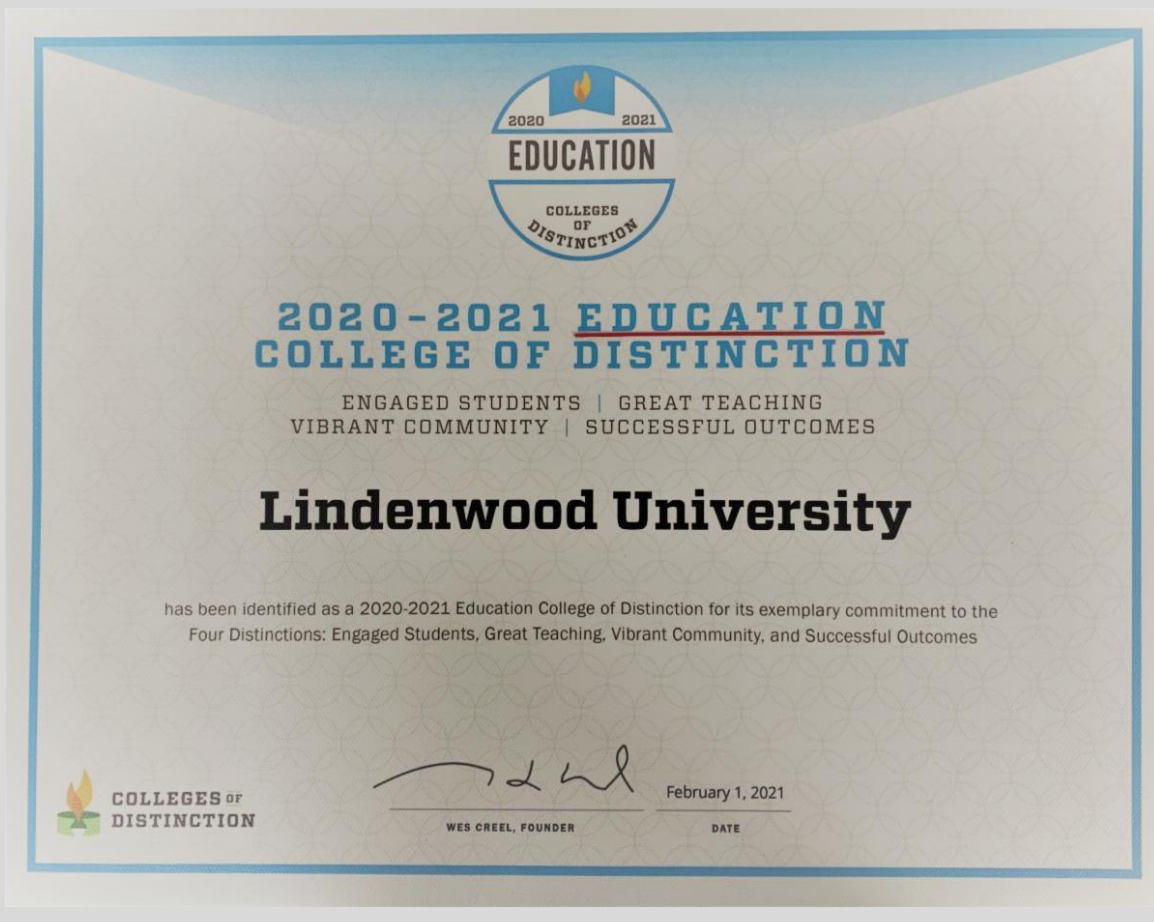 2020 2021
EDUCATION
COLLEGES
OF
DISTINCTION
2020-2021 EDUCATION
COLLEGE OF DISTINCTION
ENGAGED STUDENTS | GREAT TEACHING
VIBRANT COMMUNITY | SUCCESSFUL OUTCOMES
Lindenwood University
has been identified as a 2020-2021 Education College of Distinction for its exemplary commitment to the
Four Distinctions: Engaged Students, Great Teaching, Vibrant Community, and Successful Outcomes
COLLEGES OF
DISTINCTION
February 1, 2021
WES CREEL, FOUNDER
DATE